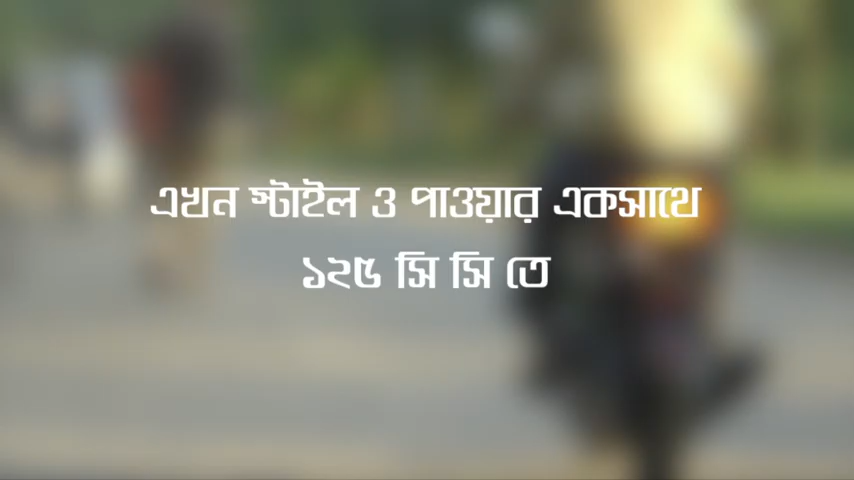 এখন স্টাইল ও পাওয়ার একসাথে
১২৫ সি সি তে